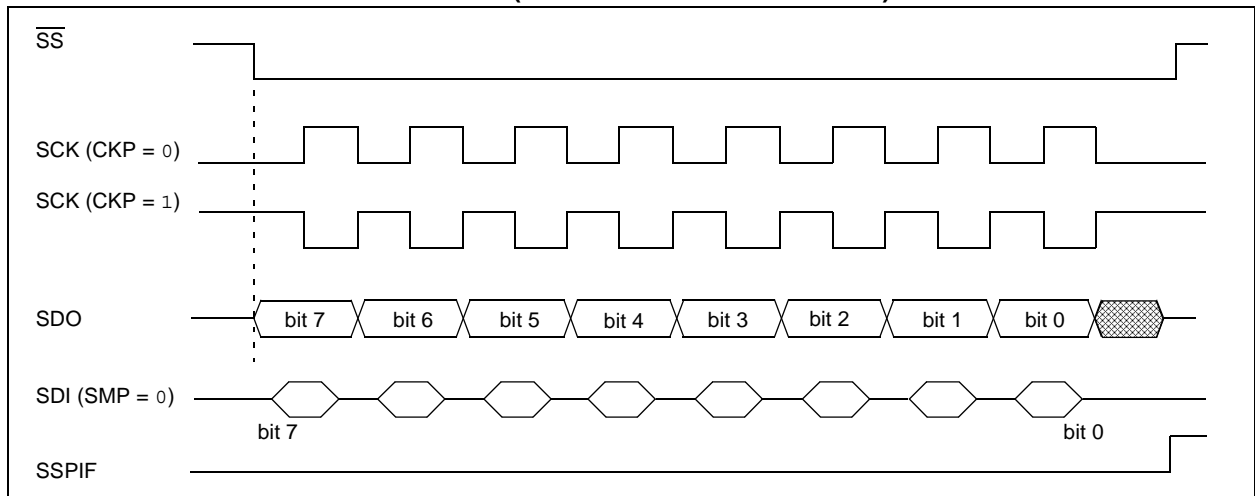 SS
SCK (CKP = 0)
SCK (CKP = 1)
SDO
bit 7 bit 6 bit 5 bit 4 bit 3 bit 2 bit 1 bit 0
SDI (SMP = 0)
bit 7 bit 0
SSPIF